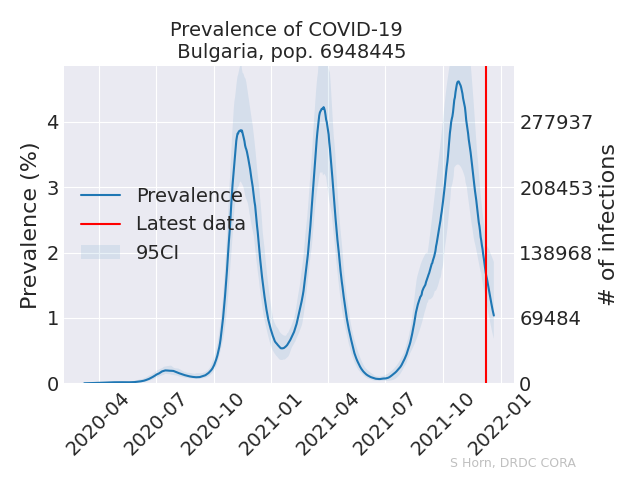 Prevalence of COVID-19
Bulgaria, pop. 6948445
Prevalence (%)
4
3
2
1
0
Prevalence
Latest data
95CI
277937
208453
138968
69484
0
# of infections
2020-04
2020-07
2020-10
2021-01
2021-04
2021-07
2021-10
2022-01
S Horn, DRDC CORA